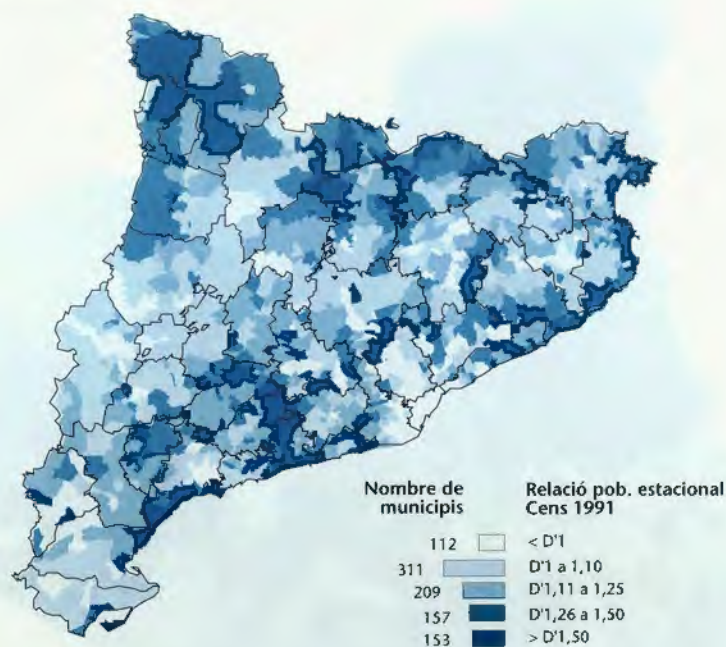 Nombre de municipis
Relació pob. estacional
Cens 1991
112 < D'1
311 D'1 a 1,10
209 D'1,11 a 1,25
157 D'1,26 a 1,50
153 > D'1,50